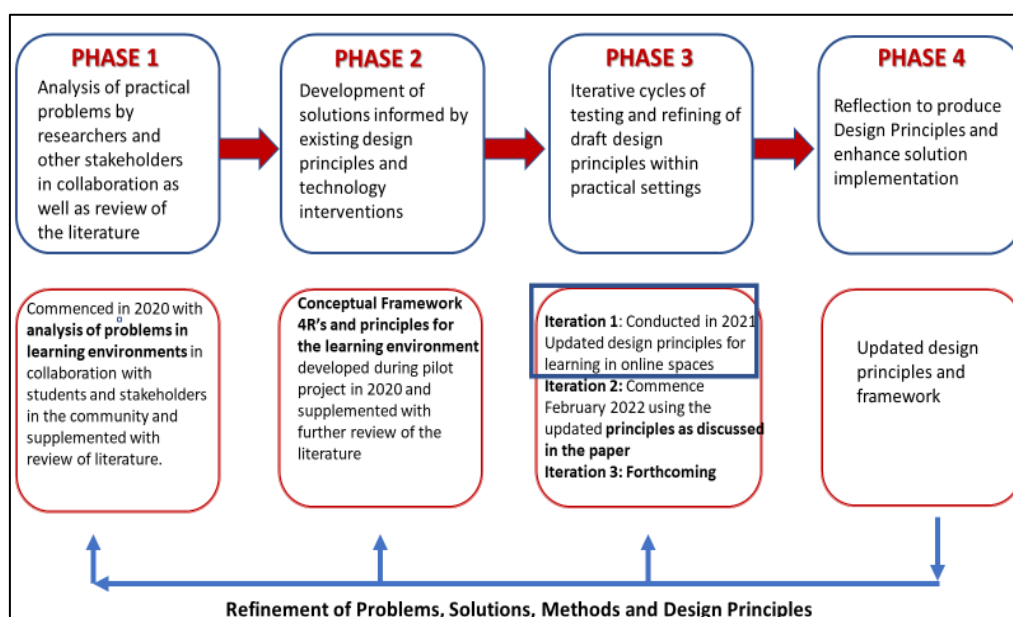 PHASE 1
Analysis of practical
problems by
researchers and
other stakeholders
in collaboration as
well as review of
the literature
PHASE 2
Development of
solutions informed by
existing design
principles and
technology
interventions
PHASE 3
Iterative cycles of
testing and refining of
draft design
principles within
practical settings
PHASE 4
Reflection to produce
Design Principles and
enhance solution
implementation
Commenced in 2020 with
analysis of problems in
learning environments in
collaboration with
students and stakeholders
in the community and
supplemented with
review of literature.
Conceptual Framework
4R's and principles for
the learning environment
developed during pilot
project in 2020 and
supplemented with
further review of the
literature
Iteration 1: Conducted in 2021
Updated design principles for
learning in online spaces
Iteration 2: Commence
February 2022 using the
updated principles as discussed
in the paper
Iteration 3: Forthcoming
Updated design
principles and
framework
Refinement of Problems, Solutions, Methods and Design Principles